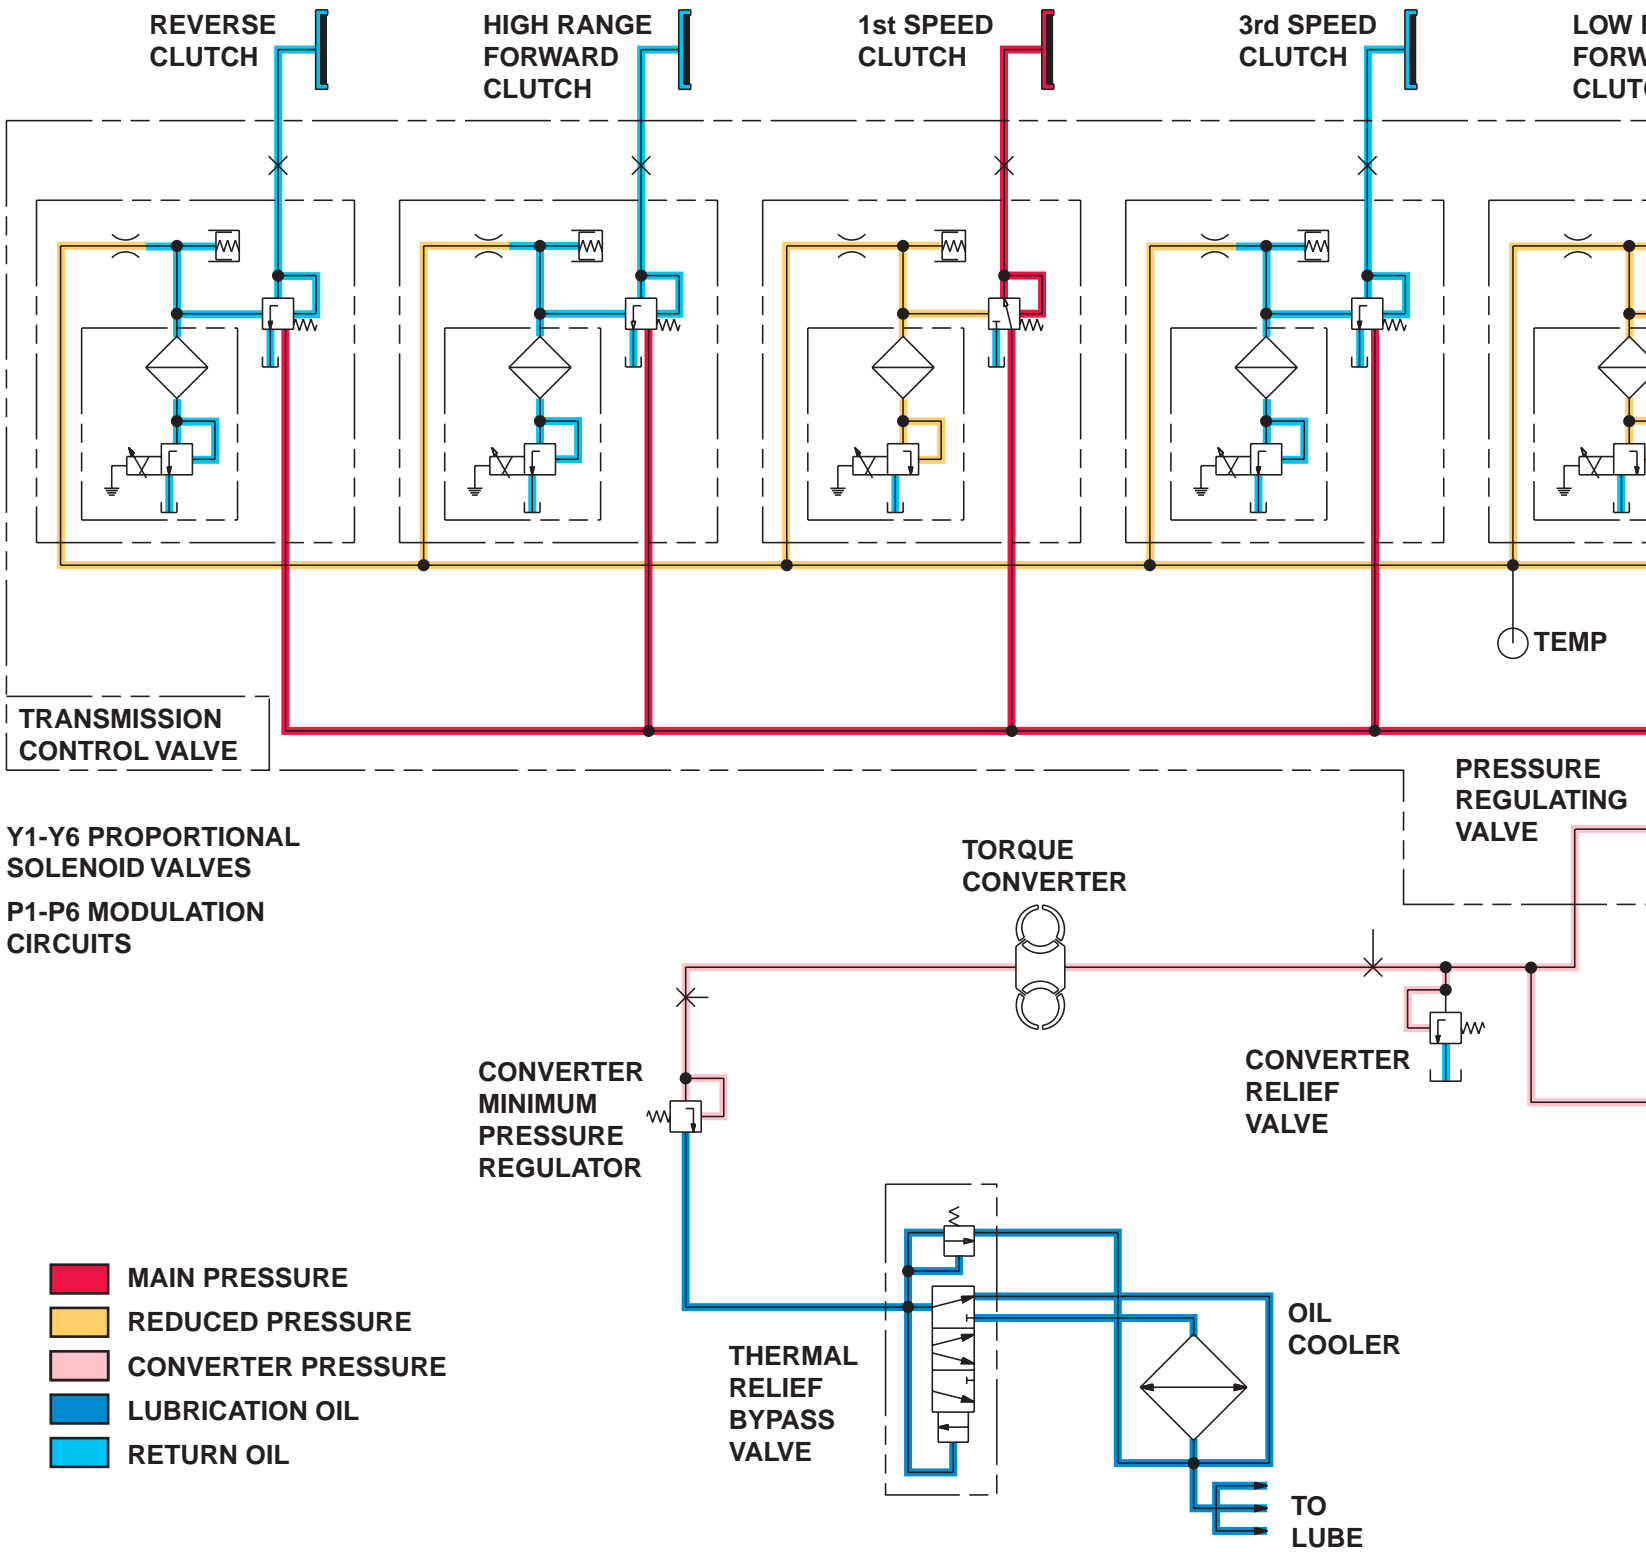 REVERSE
CLUTCH
HIGH RANGE
FORWARD
CLUTCH
1st SPEED
CLUTCH
3rd SPEED
CLUTCH
LOW
TEMP
TRANSMISSION
CONTROL VALVE
PRESSURE
REGULATING
VALVE
Y1-Y6 PROPORTIONAL
SOLENOID VALVES
P1-P6 MODULATION
CIRCUITS
TORQUE
CONVERTER
CONVERTER
RELIEF
VALVE
CONVERTER
MINIMUM
PRESSURE
REGULATOR
MAIN PRESSURE
REDUCED PRESSURE
CONVERTER PRESSURE
LUBRICATION OIL
RETURN OIL
THERMAL
RELIEF
BYPASS
VALVE
OIL
COOLER
TO
LUBE